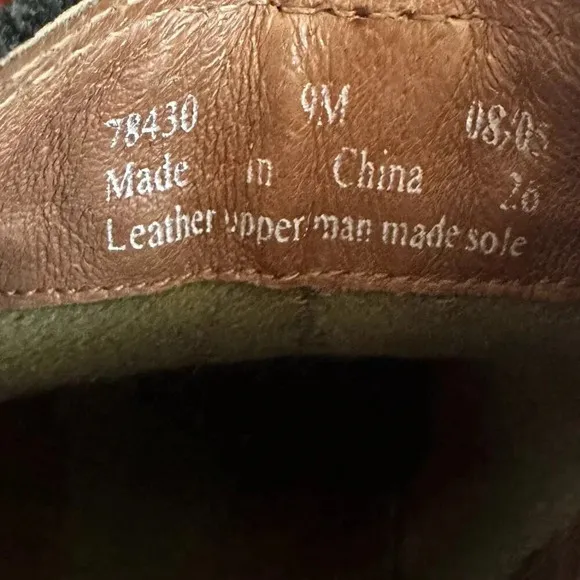 78430 9M 08/05
Made in China 26
Leather upper/man made sole